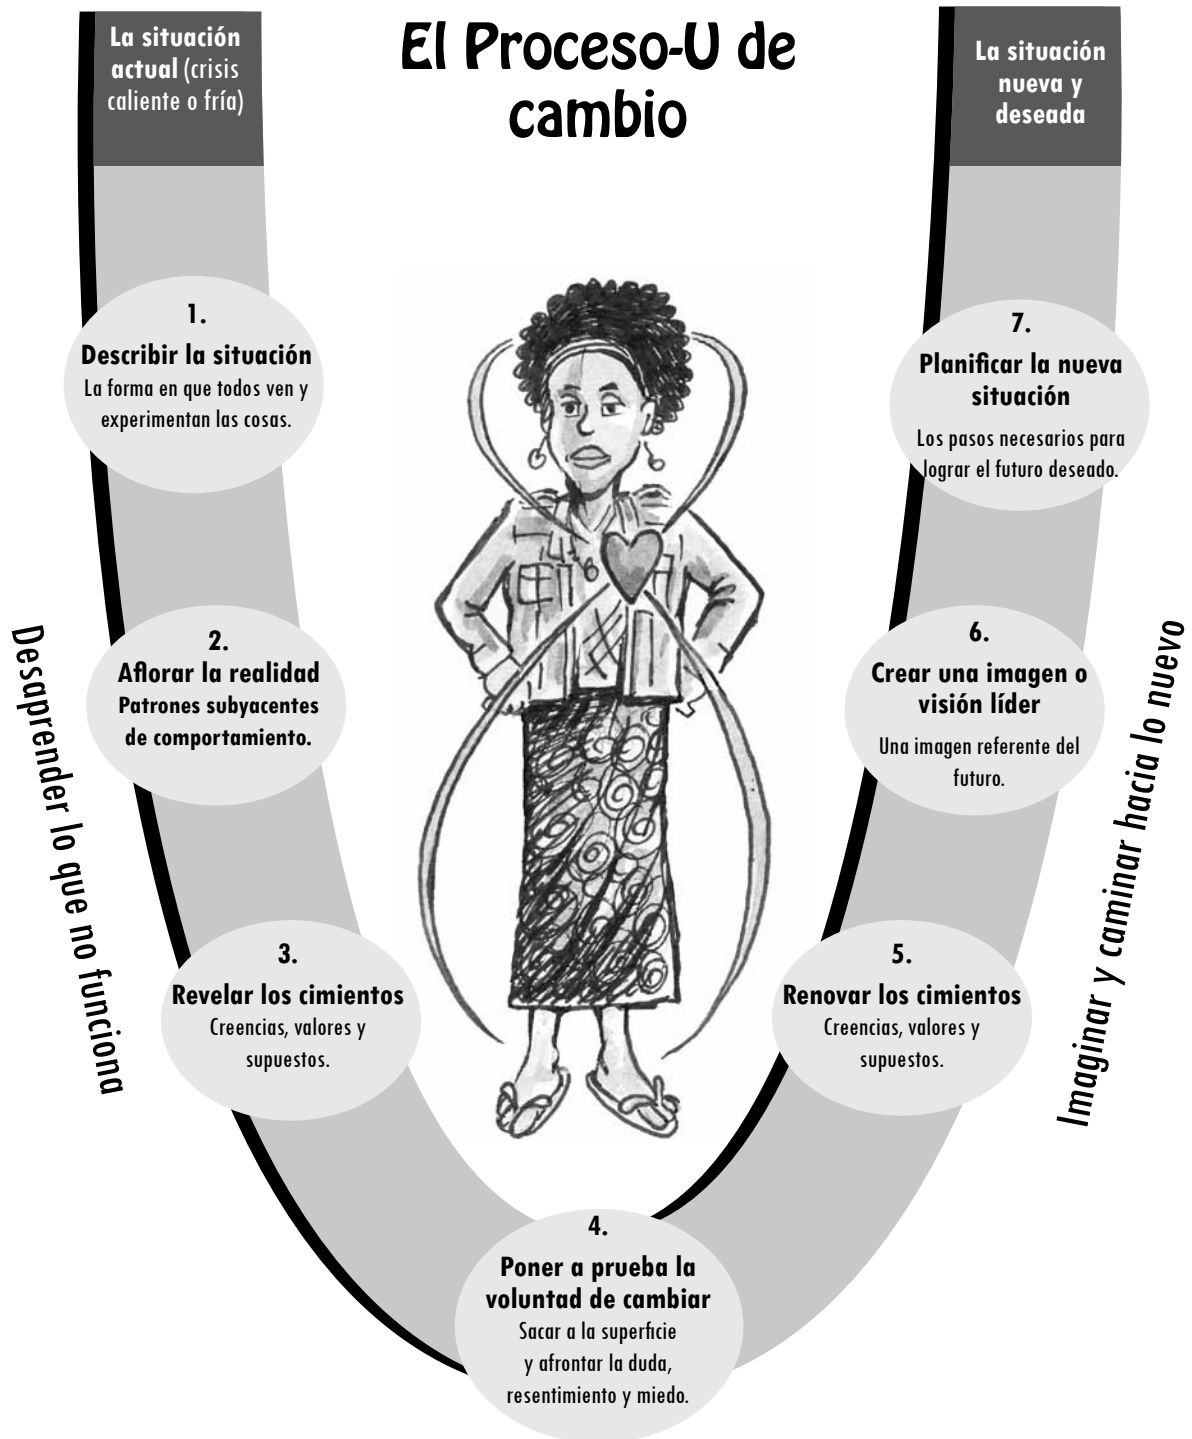 El Proceso-U de
cambio
La situación
actual (crisis
caliente o fría)
1.
Describir la situación
La forma en que todos ven y
experimentan las cosas.
2.
Aflorar la realidad
Patrones subyacentes
de comportamiento.
Desaprender lo que no funciona
3.
Revelar los cimientos
Creencias, valores y
supuestos.
4.
Poner a prueba la
voluntad de cambiar
Sacar a la superficie
y afrontar la duda,
resentimiento y miedo.
5.
Renovar los cimientos
Creencias, valores y
supuestos.
6.
Crear una imagen o
visión líder
Una imagen referente del
futuro.
Imaginar y caminar hacia lo nuevo
7.
Planificar la nueva
situación
Los pasos necesarios para
lograr el futuro deseado.
La situación
nueva y
deseada